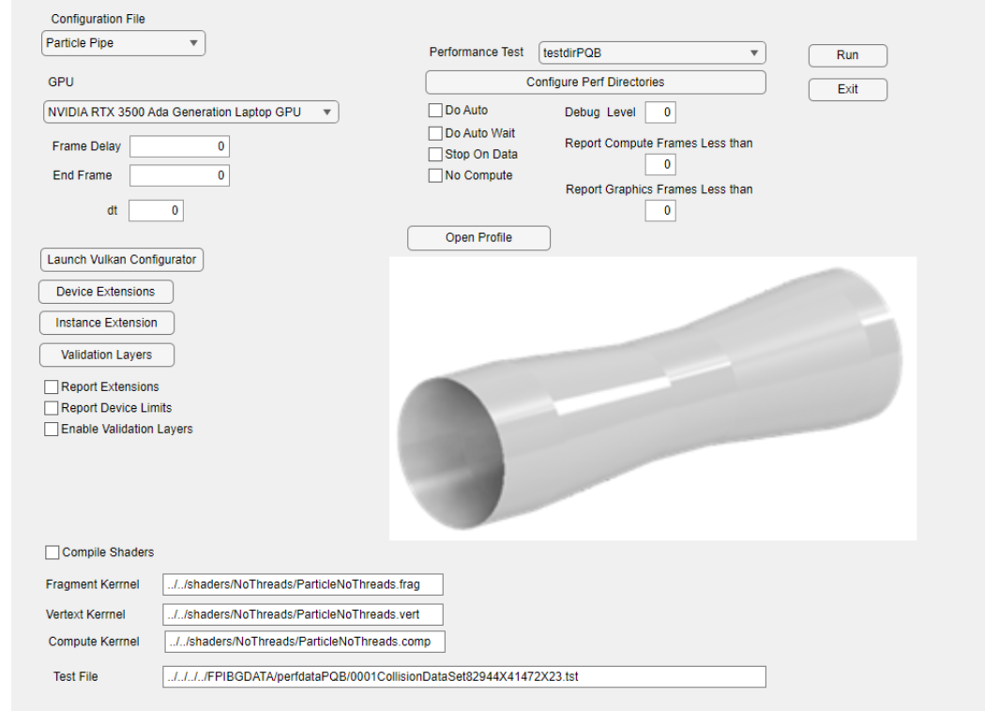 Configuration File
Particle Pipe
Performance Test testdirPQB Run
Configure Perf Directories
Exit
GPU
NVIDIA RTX 3500 Ada Generation Laptop GPU
Do Auto
Debug Level 0
Do Auto Wait
Frame Delay 0
Report Compute Frames Less than
Stop On Data
0
End Frame 0
No Compute
Report Graphics Frames Less than
dt 0
0
Open Profile
Launch Vulkan Configurator
Device Extensions
Instance Extension
Validation Layers
Report Extensions
Report Device Limits
Enable Validation Layers
Compile Shaders
Fragment Kerrnel ../../shaders/NoThreads/ParticleNoThreads.frag
Vertext Kerrnel ../../shaders/NoThreads/ParticleNoThreads.vert
Compute Kerrnel ../../shaders/NoThreads/ParticleNoThreads.comp
Test File ../../../../FPIBGDATA/perfdataPQB/0001CollisionDataSet82944X41472X23.tst